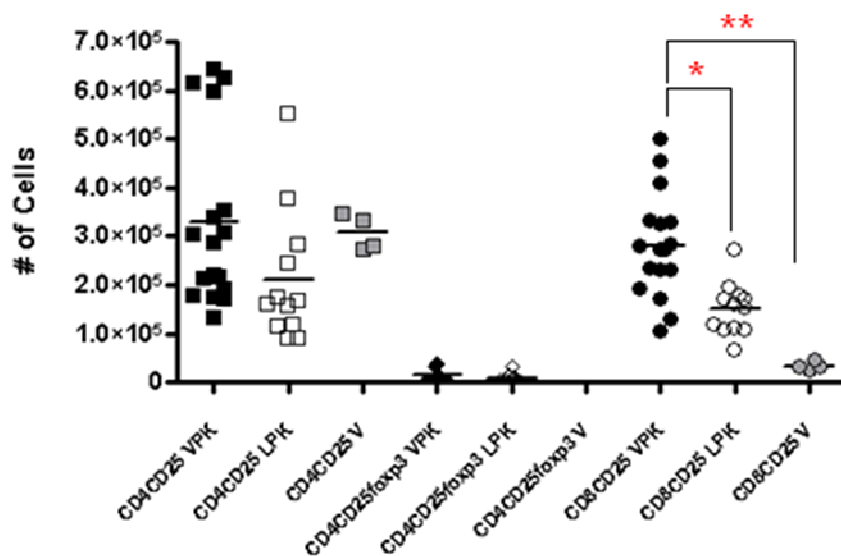 **
*
7.0×10⁵
6.0×10⁵
5.0×10⁵
4.0×10⁵
3.0×10⁵
2.0×10⁵
1.0×10⁵
0
# of Cells
CD4CD25 VPK
CD4CD25 LPK
CD4CD25 V
CD4CD25foxp3 VPK
CD4CD25foxp3 LPK
CD4CD25foxp3 V
CD8CD25 VPK
CD8CD25 LPK
CD8CD25 V